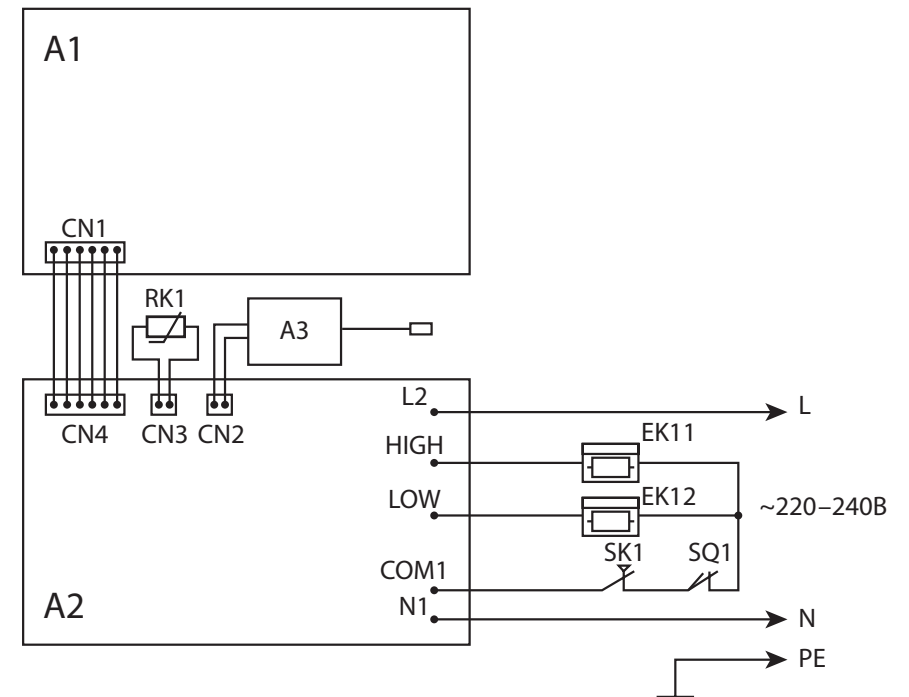 A1
CN1
RK1
A3
CN4
CN3
CN2
L2
L
HIGH
EK11
LOW
EK12
~220–240В
SK1
SQ1
COM1
A2
N1
N
PE